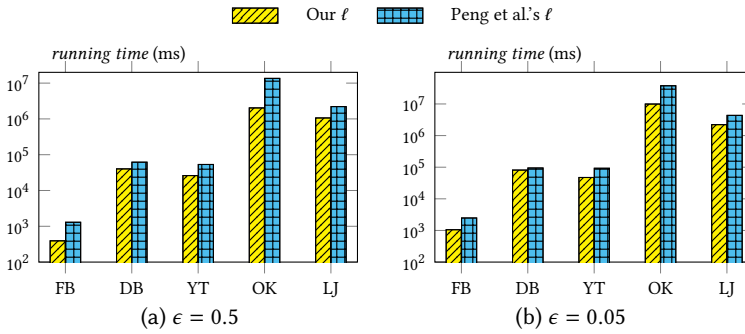 Our ℓ Peng et al.'s ℓ
running time (ms) running time (ms)
10^7
10^6
10^5
10^4
10^3
10^2
FB DB YT OK LJ
(a) ϵ = 0.5
10^7
10^6
10^5
10^4
10^3
10^2
FB DB YT OK LJ
(b) ϵ = 0.05